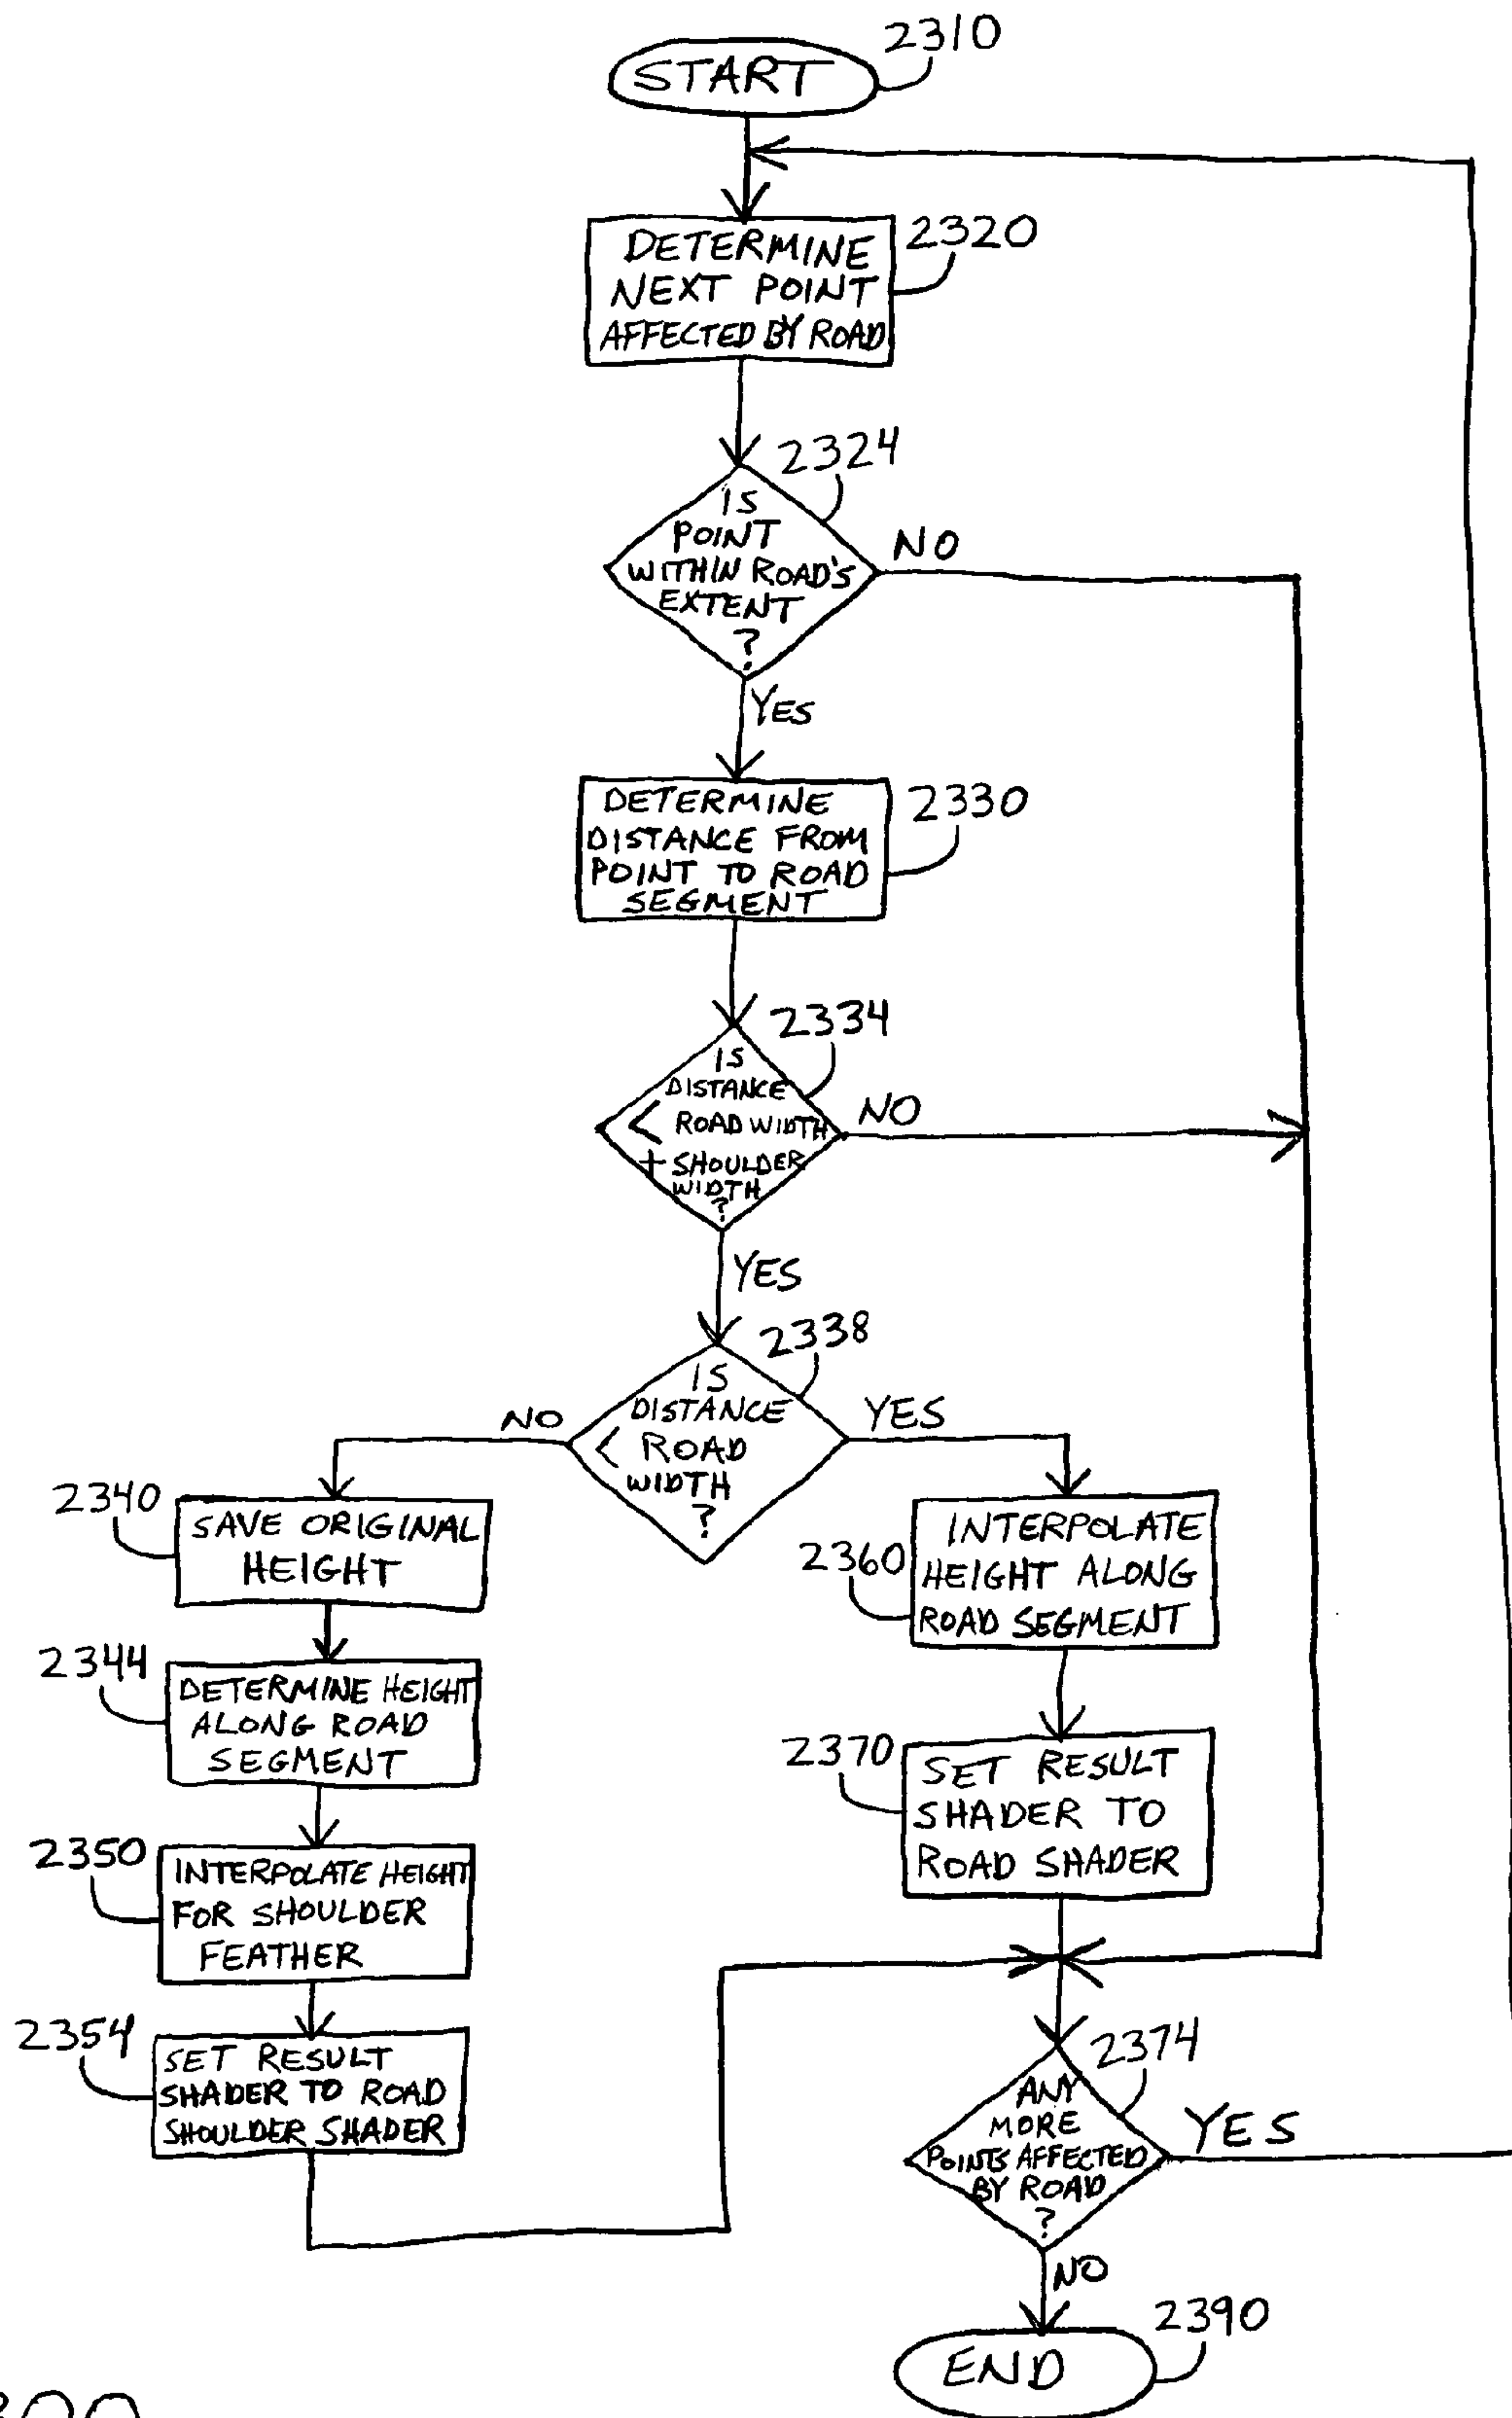 START
2310
DETERMINE
NEXT POINT
AFFECTED BY ROAD
2320
2324
IS
POINT
WITHIN ROAD'S
EXTENT
?
NO
YES
DETERMINE
DISTANCE FROM
POINT TO ROAD
SEGMENT
2330
2334
IS
DISTANCE
< ROAD WIDTH
+ SHOULDER
WIDTH
?
NO
YES
2338
IS
DISTANCE
< ROAD
WIDTH
?
NO
YES
2340
SAVE ORIGINAL
HEIGHT
2344
DETERMINE HEIGHT
ALONG ROAD
SEGMENT
2350
INTERPOLATE HEIGHT
FOR SHOULDER
FEATHER
2354
SET RESULT
SHADER TO ROAD
SHOULDER SHADER
2360
INTERPOLATE
HEIGHT ALONG
ROAD SEGMENT
2370
SET RESULT
SHADER TO
ROAD SHADER
2374
ANY
MORE
POINTS AFFECTED
BY ROAD
?
YES
NO
END
2390